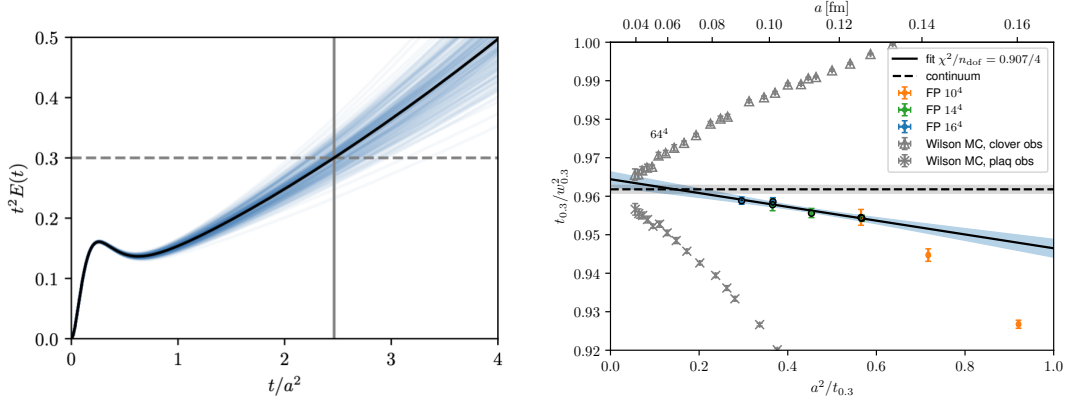 0.5
0.4
0.3
0.2
0.1
0.0
t²E(t)
0 1 2 3 4
t/a²
a [fm]
0.04 0.06 0.08 0.10 0.12 0.14 0.16
1.00
0.99
0.98
0.97
0.96
0.95
0.94
0.93
0.92
t₀.₃/w²₀.₃
64⁴
fit χ²/n_dof = 0.907/4
continuum
FP 10⁴
FP 14⁴
FP 16⁴
Wilson MC, clover obs
Wilson MC, plaq obs
0.0 0.2 0.4 0.6 0.8 1.0
a²/t₀.₃